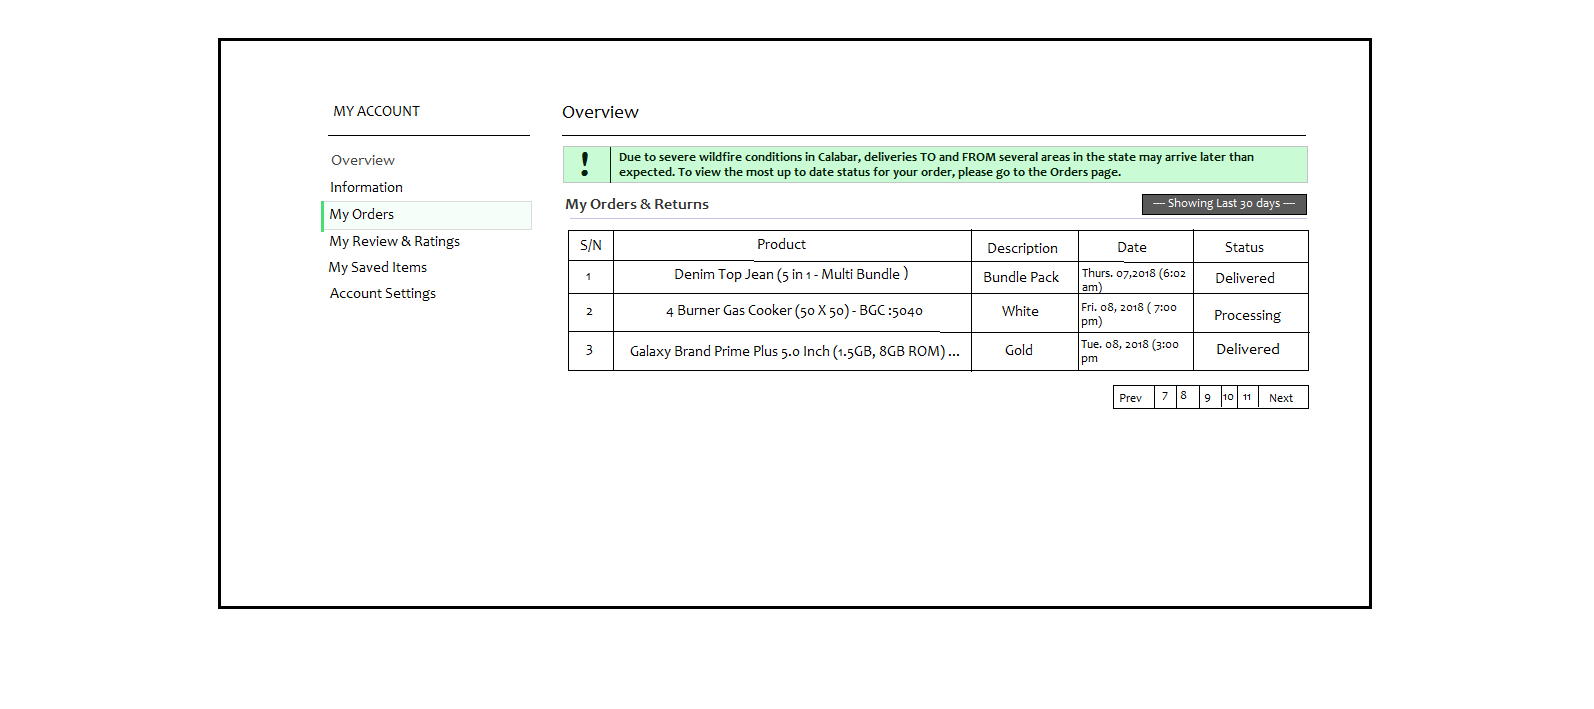 MY ACCOUNT
Overview
Information
My Orders
My Review & Ratings
My Saved Items
Account Settings
Overview
! Due to severe wildfire conditions in Calabar, deliveries TO and FROM several areas in the state may arrive later than
expected. To view the most up to date status for your order, please go to the Orders page.
My Orders & Returns
---- Showing Last 30 days ----
S/N Product Description Date Status
1 Denim Top Jean (5 in 1 - Multi Bundle ) Bundle Pack Thurs. 07,2018 (6:02
am) Delivered
2 4 Burner Gas Cooker (50 X 50) - BGC :5040 White Fri. 08, 2018 ( 7:00
pm) Processing
3 Galaxy Brand Prime Plus 5.0 Inch (1.5GB, 8GB ROM) ... Gold Tue. 08, 2018 (3:00
pm Delivered
Prev 7 8 9 10 11 Next